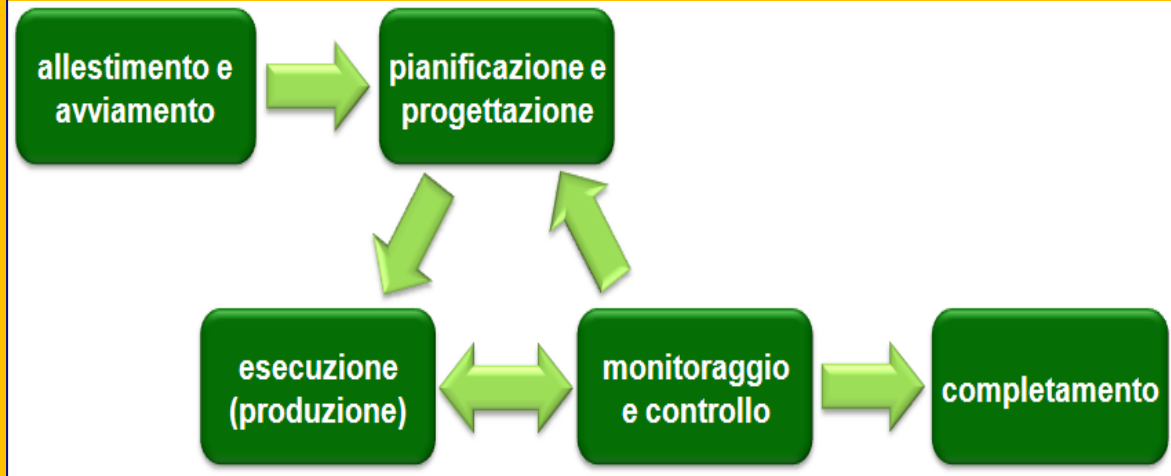 allestimento e
avviamento
pianificazione e
progettazione
esecuzione
(produzione)
monitoraggio
e controllo
completamento